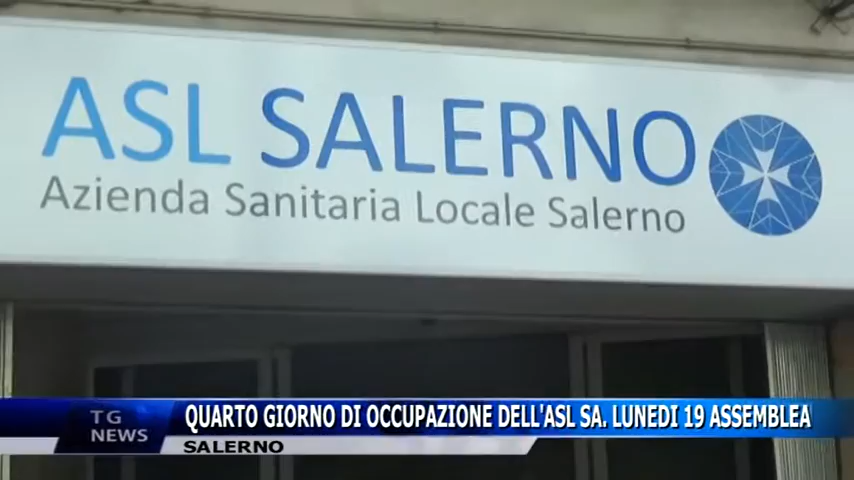 ASL SALERNO
Azienda Sanitaria Locale Salerno
TG
NEWS
QUARTO GIORNO DI OCCUPAZIONE DELL'ASL SA. LUNEDI 19 ASSEMBLEA
SALERNO